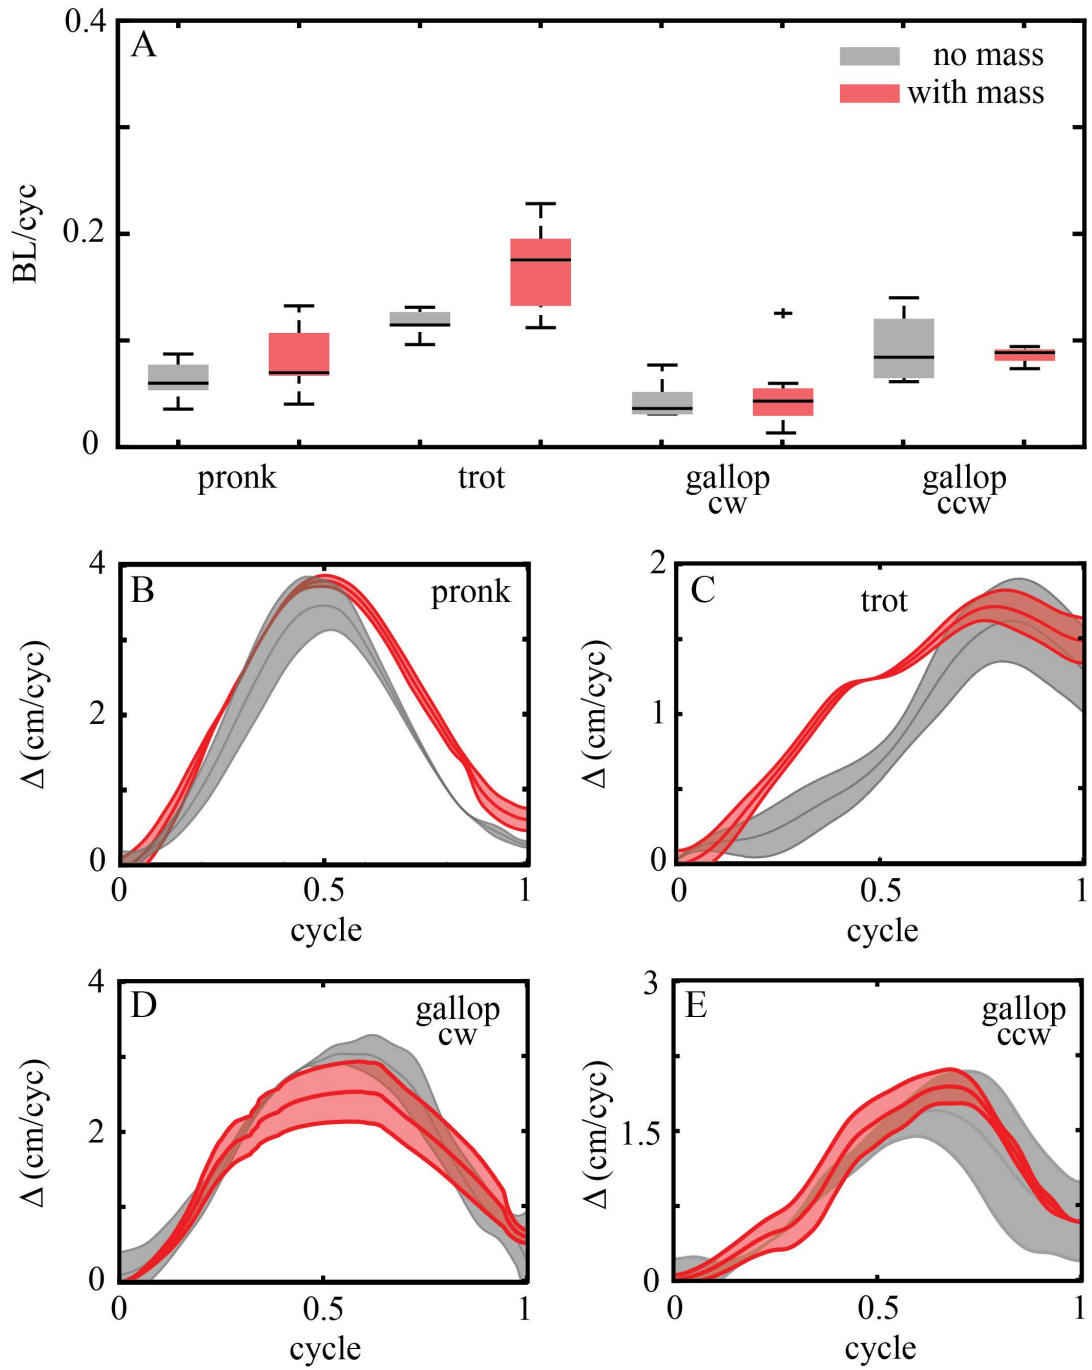 A
0.4
no mass
with mass
BL/cyc
0.2
0
pronk
trot
gallop
cw
gallop
ccw
B
pronk
4
2
0
Δ (cm/cyc)
0
0.5
1
cycle
C
trot
2
1
0
Δ (cm/cyc)
0
0.5
1
cycle
D
gallop
cw
4
2
0
Δ (cm/cyc)
0
0.5
1
cycle
E
gallop
ccw
3
1.5
0
Δ (cm/cyc)
0
0.5
1
cycle